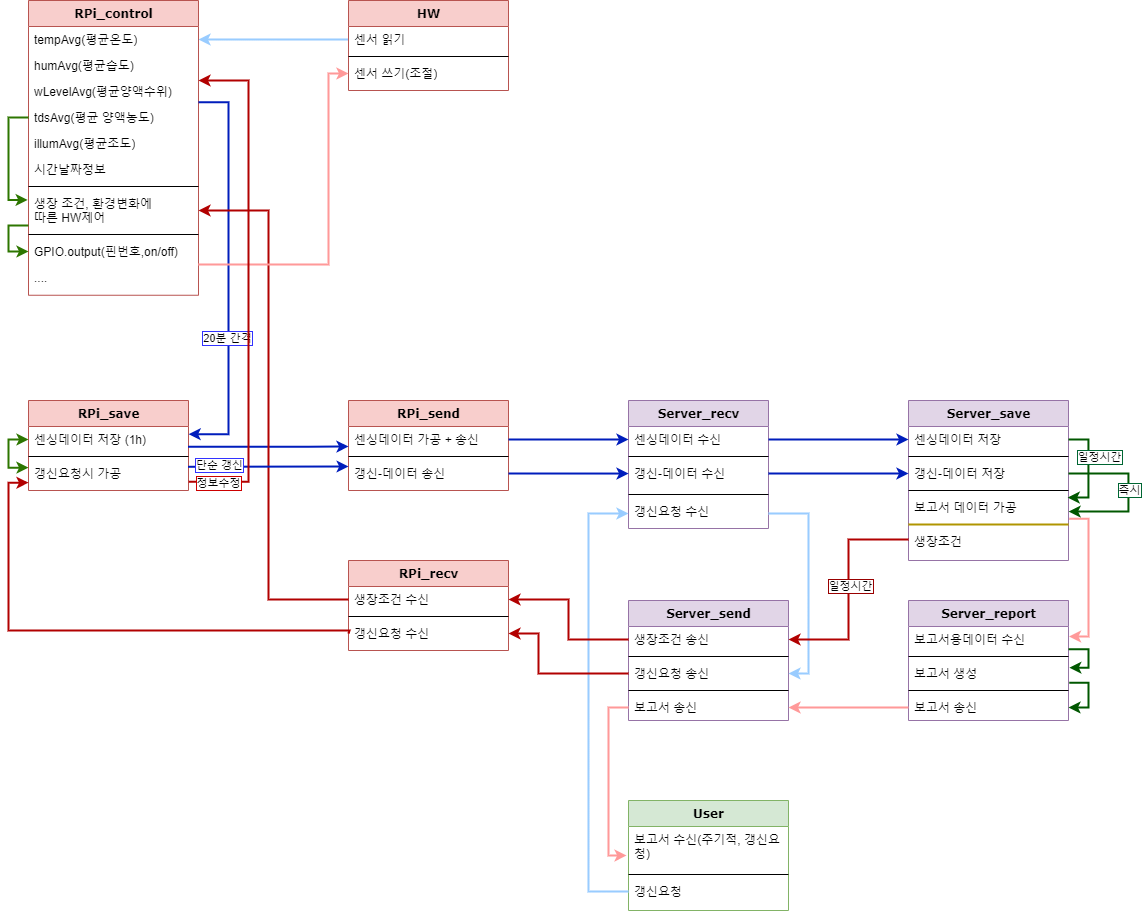 RPi_control
tempAvg(평균온도)
humAvg(평균습도)
wLevelAvg(평균양액수위)
tdsAvg(평균 양액농도)
illumAvg(평균조도)
시간날짜정보
생장 조건, 환경변화에
따른 HW제어
GPIO.output(핀번호,on/off)
....
HW
센서 읽기
센서 쓰기(조절)
20분 간격
RPi_save
센싱데이터 저장 (1h)
갱신요청시 가공
단순 갱신
정보수정
RPi_send
센싱데이터 가공 + 송신
갱신-데이터 송신
Server_recv
센싱데이터 수신
갱신-데이터 수신
갱신요청 수신
Server_save
센싱데이터 저장
갱신-데이터 저장
보고서 데이터 가공
생장조건
일정시간
즉시
RPi_recv
생장조건 수신
갱신요청 수신
일정시간
Server_send
생장조건 송신
갱신요청 송신
보고서 송신
Server_report
보고서용데이터 수신
보고서 생성
보고서 송신
User
보고서 수신(주기적, 갱신요
청)
갱신요청